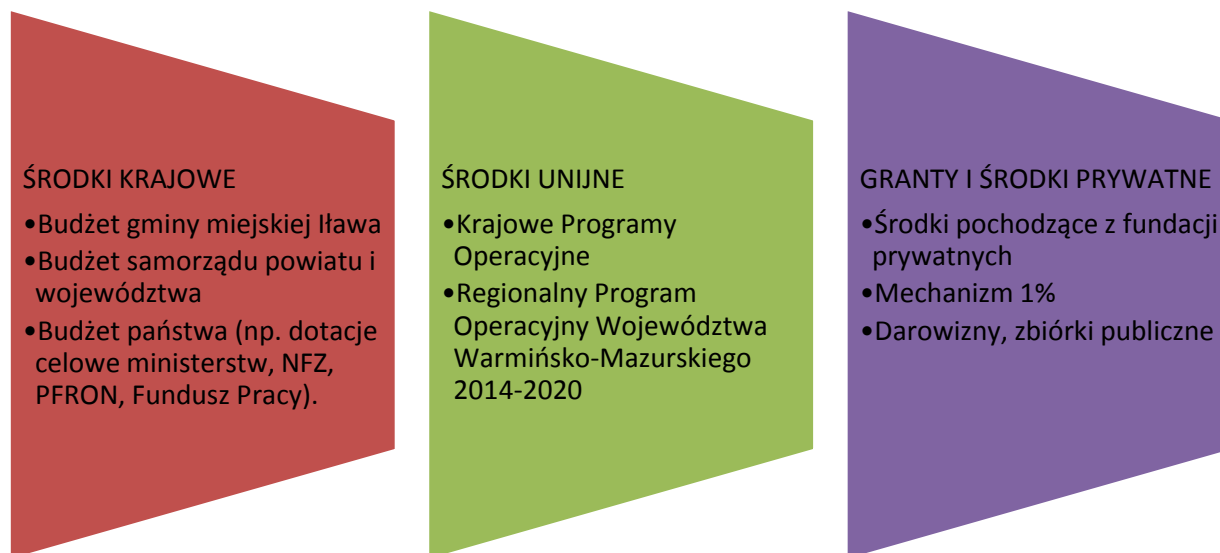 ŚRODKI KRAJOWE
•Budżet gminy miejskiej Iława
•Budżet samorządu powiatu i
województwa
•Budżet państwa (np. dotacje
celowe ministerstw, NFZ,
PFRON, Fundusz Pracy).
ŚRODKI UNIJNE
•Krajowe Programy
Operacyjne
•Regionalny Program
Operacyjny Województwa
Warmińsko-Mazurskiego
2014-2020
GRANTY I ŚRODKI PRYWATNE
•Środki pochodzące z fundacji
prywatnych
•Mechanizm 1%
•Darowizny, zbiórki publiczne